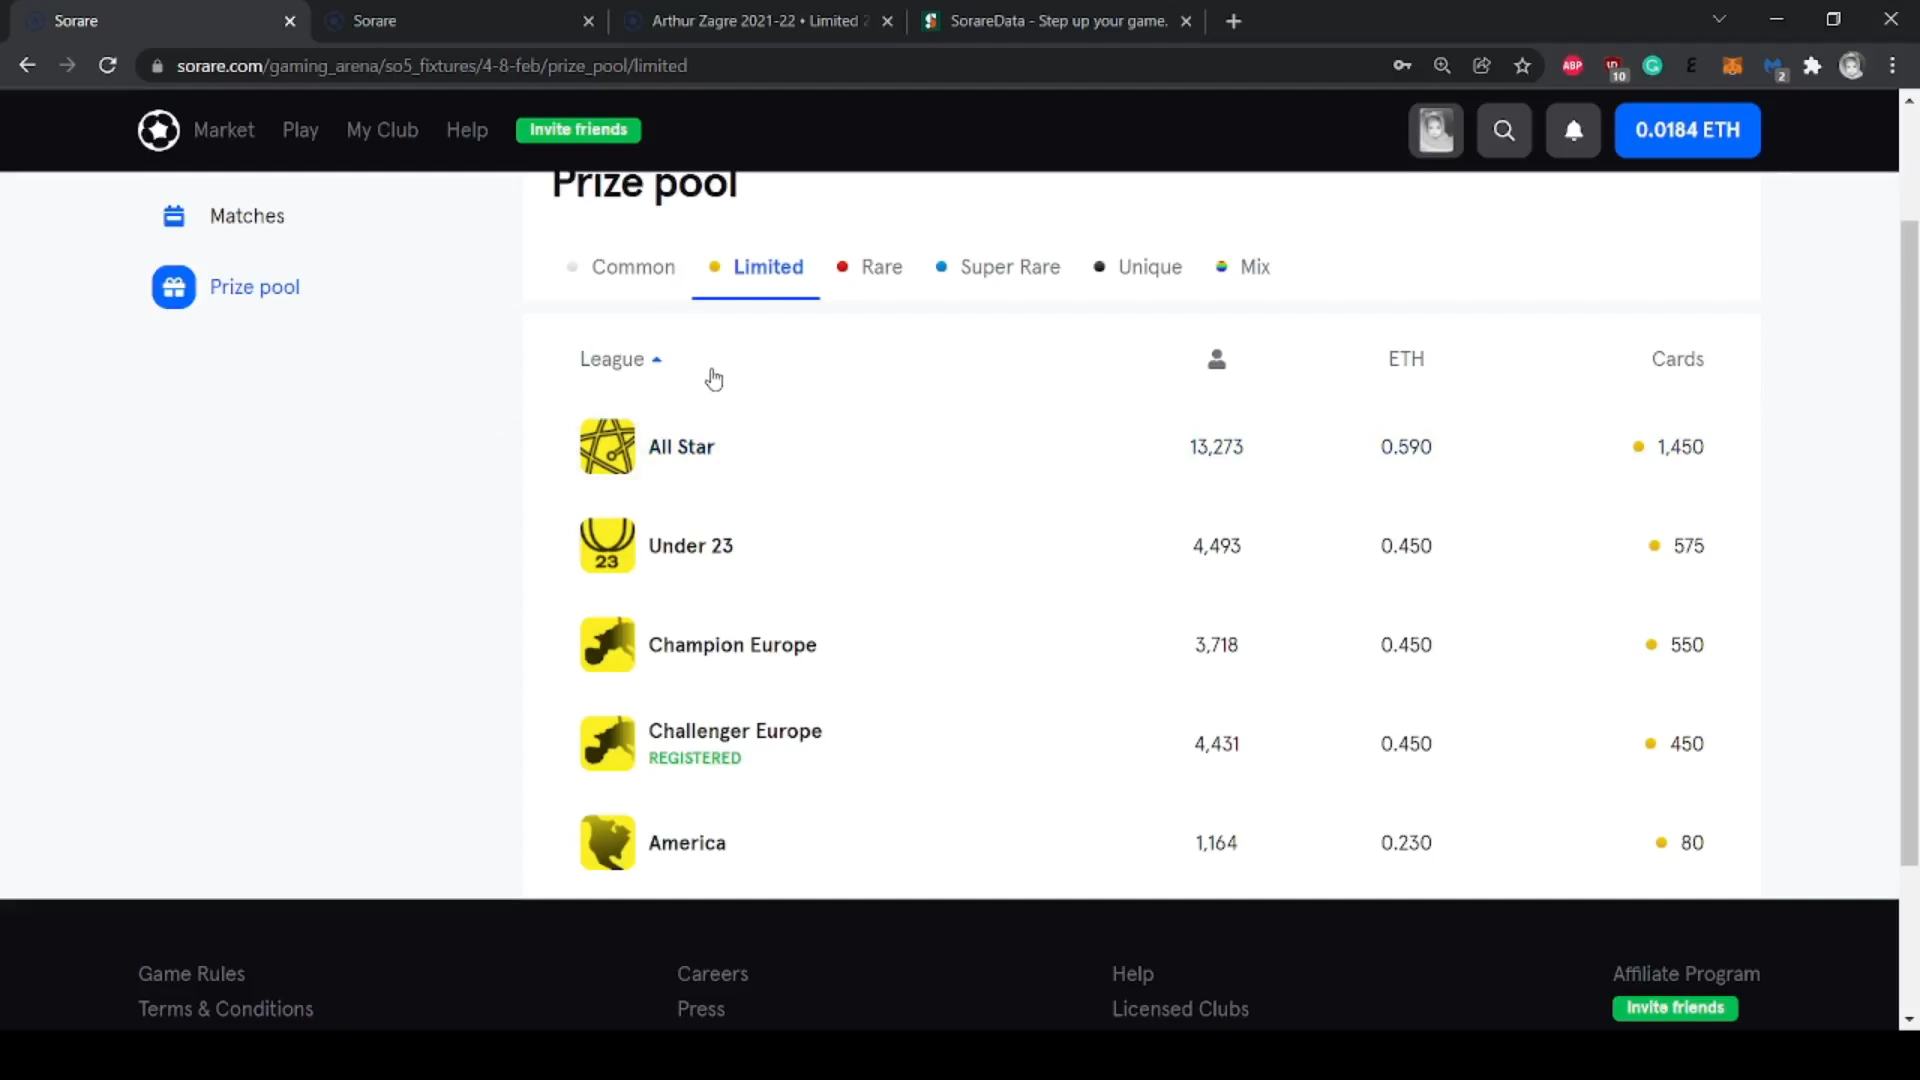 Sorare
Sorare
Arthur Zagre 2021-22 • Limited 2
SorareData - Step up your game.
sorare.com/gaming_arena/so5_fixtures/4-8-feb/prize_pool/limited
ABP
10
2
Market Play My Club Help Invite friends
0.0184 ETH
Matches
Prize pool
Prize pool
Common Limited Rare Super Rare Unique Mix
League ETH Cards
All Star 13,273 0.590 1,450
23
Under 23 4,493 0.450 575
Champion Europe 3,718 0.450 550
Challenger Europe 4,431 0.450 450
REGISTERED
America 1,164 0.230 80
Game Rules Careers Help Affiliate Program
Terms & Conditions Press Licensed Clubs Invite friends